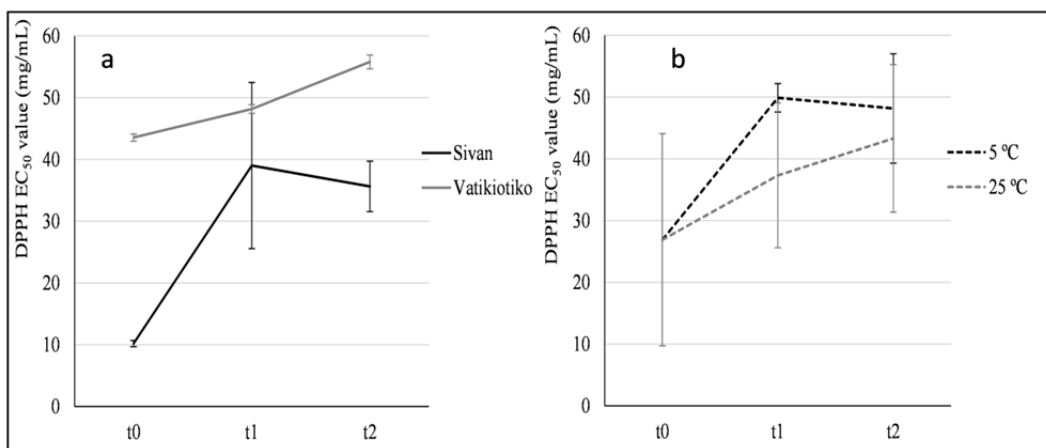 a
DPPH EC₅₀ value (mg/mL)
60
50
40
30
20
10
0
t0 t1 t2
Sivan
Vatikiotiko
b
DPPH EC₅₀ value (mg/mL)
60
50
40
30
20
10
0
t0 t1 t2
5 ºC
25 ºC